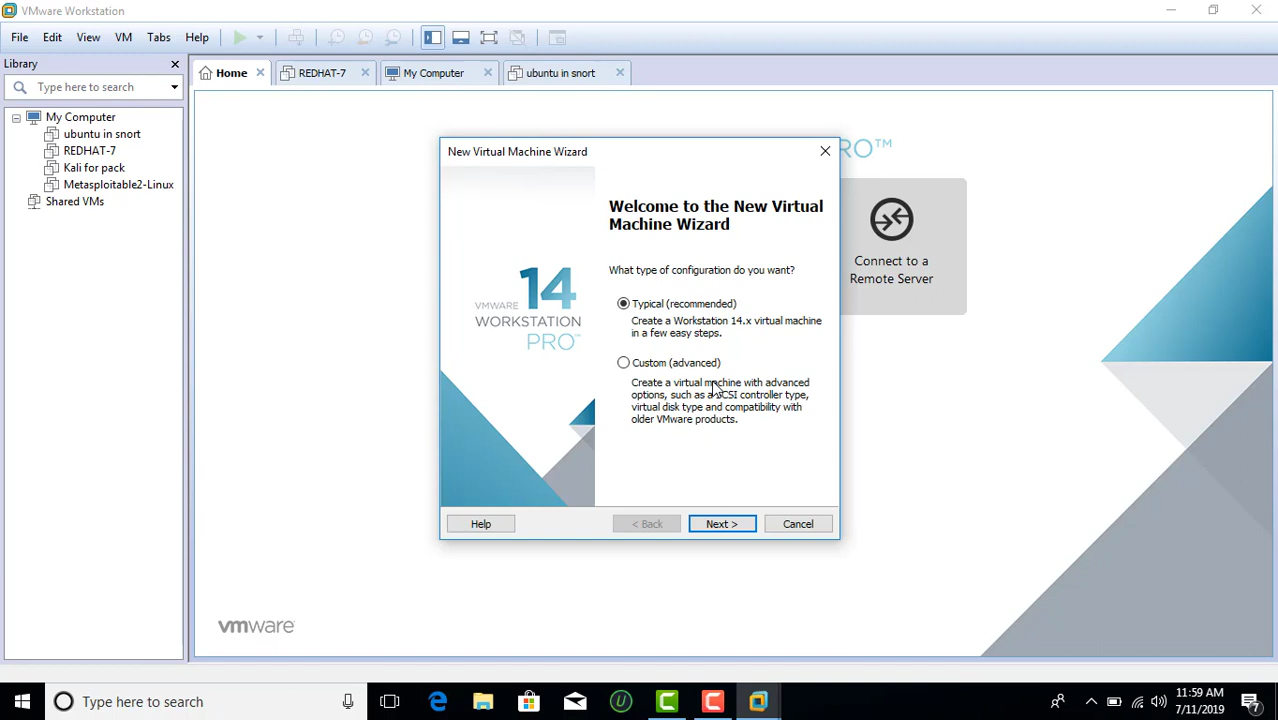 VMware Workstation
File Edit View VM Tabs Help
Library
Type here to search
My Computer
ubuntu in snort
REDHAT-7
Kali for pack
Metasploitable2-Linux
Shared VMs
Home
REDHAT-7
My Computer
ubuntu in snort
PRO™
Connect to a
Remote Server
New Virtual Machine Wizard
14
VMWARE
WORKSTATION
PRO™
Welcome to the New Virtual
Machine Wizard
What type of configuration do you want?
Typical (recommended)
Create a Workstation 14.x virtual machine
in a few easy steps.
Custom (advanced)
Create a virtual machine with advanced
options, such as a SCSI controller type,
virtual disk type and compatibility with
older VMware products.
Help
< Back
Next >
Cancel
vmware
Type here to search
11:59 AM
7/11/2019
7